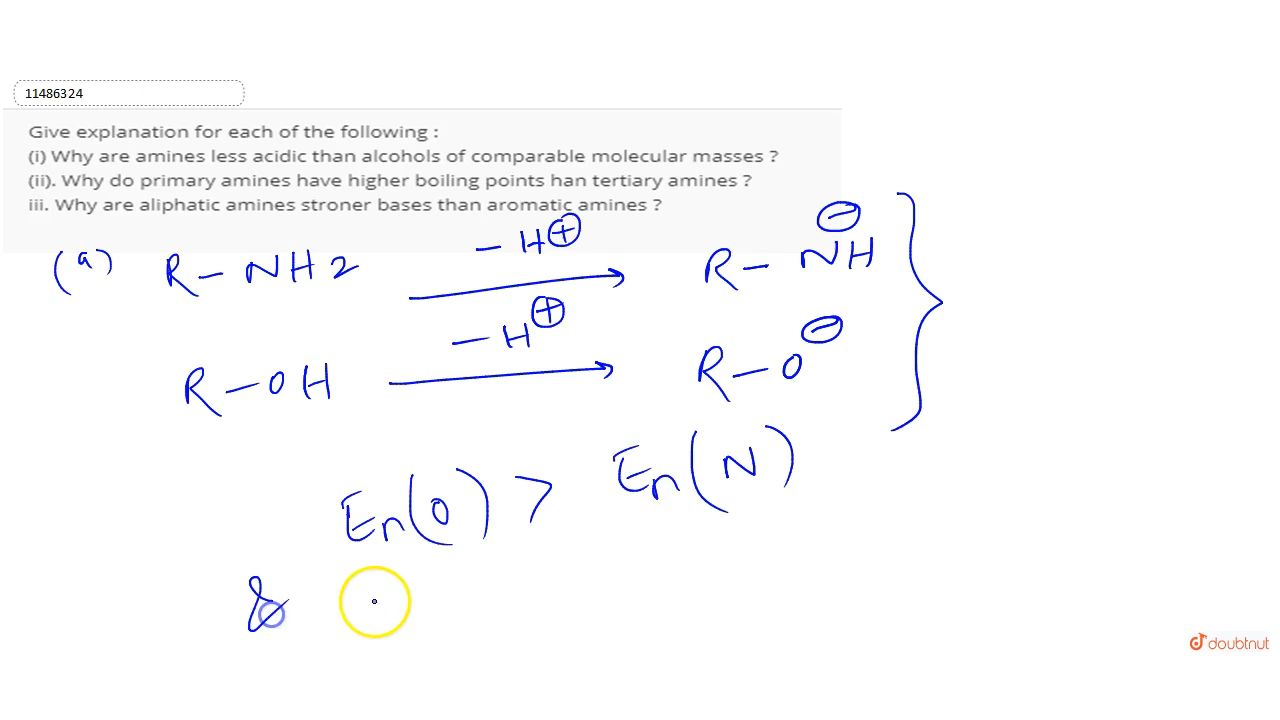 11486324
Give explanation for each of the following :
(i) Why are amines less acidic than alcohols of comparable molecular masses ?
(ii). Why do primary amines have higher boiling points han tertiary amines ?
iii. Why are aliphatic amines stroner bases than aromatic amines ?
(a) R-NH2 -H⊕ R-NH⊖
R-OH -H⊕ R-O⊖
En(O) > En(N)
&
doubtnut